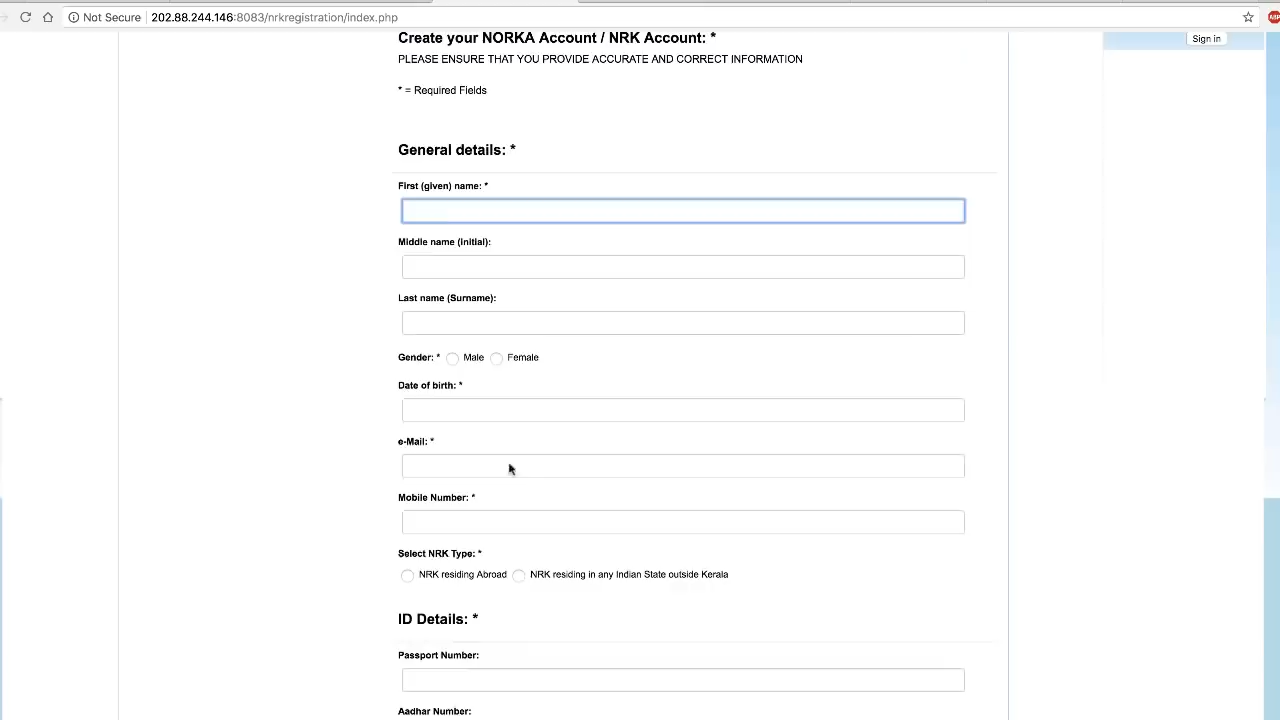 Not Secure 202.88.244.146:8083/nrkregistration/index.php
ABP
Sign in
Create your NORKA Account / NRK Account: *
PLEASE ENSURE THAT YOU PROVIDE ACCURATE AND CORRECT INFORMATION
* = Required Fields
General details: *
First (given) name: *
Middle name (initial):
Last name (Surname):
Gender: * Male Female
Date of birth: *
e-Mail: *
Mobile Number: *
Select NRK Type: *
NRK residing Abroad NRK residing in any Indian State outside Kerala
ID Details: *
Passport Number:
Aadhar Number: